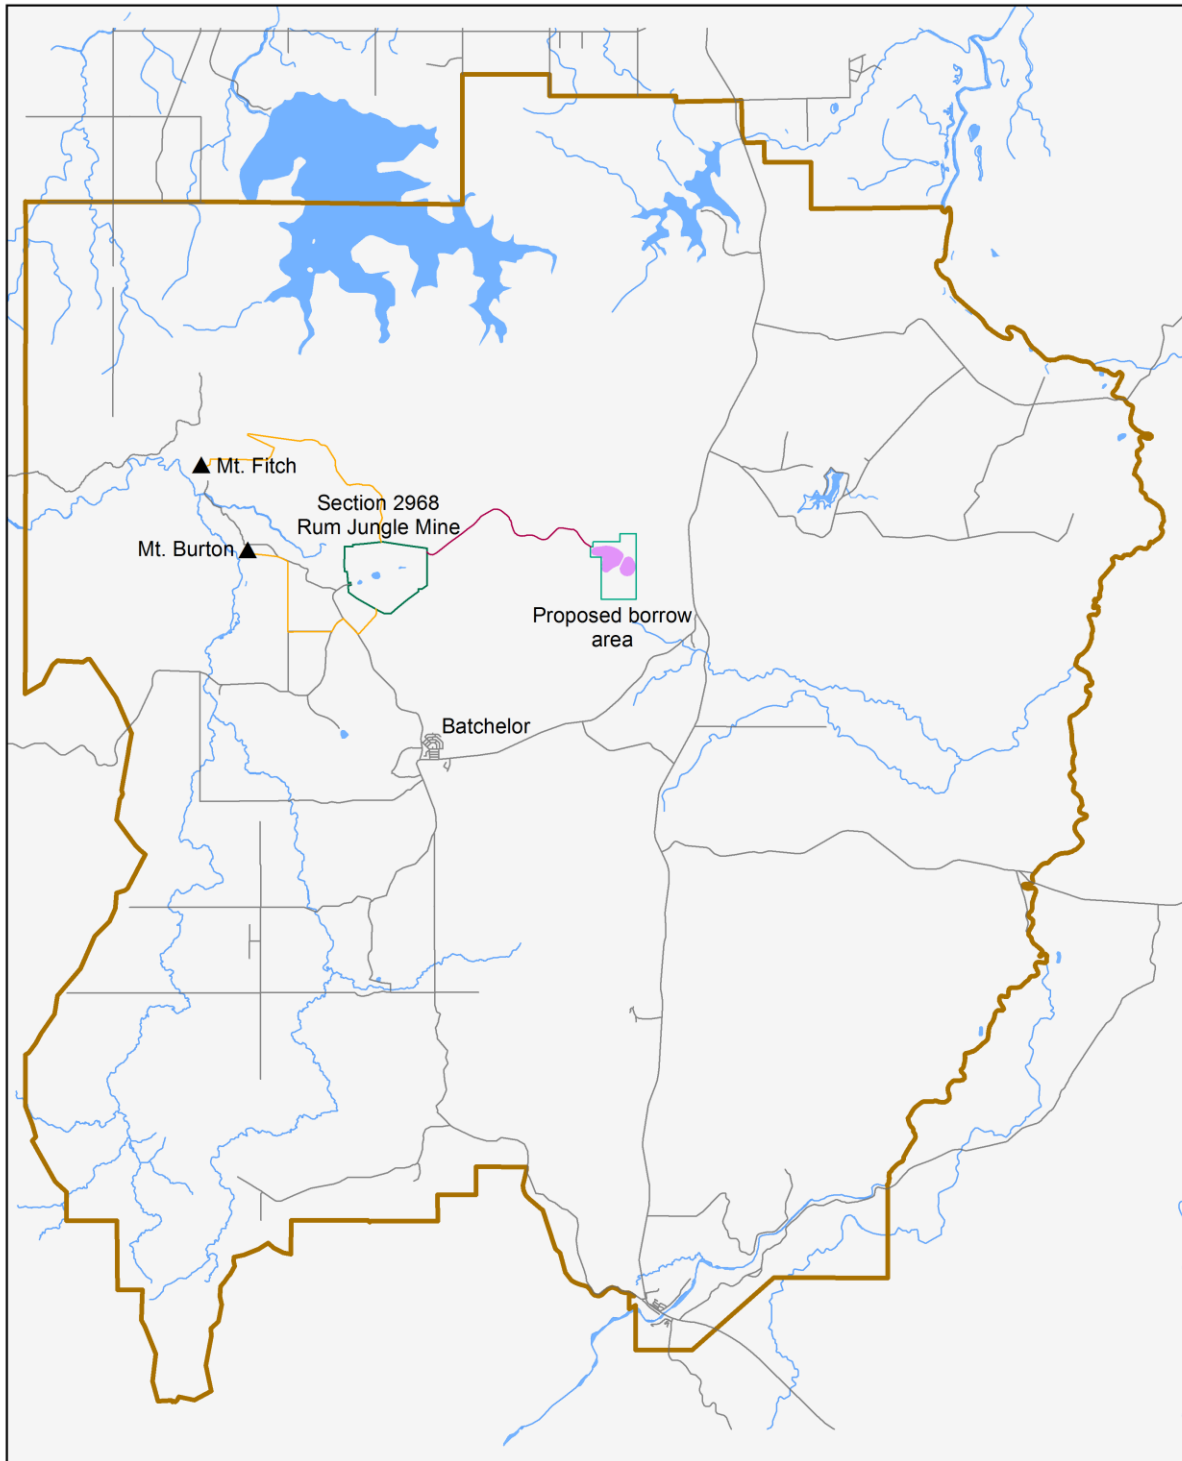 Mt. Fitch
Section 2968
Rum Jungle Mine
Mt. Burton
Proposed borrow
area
Batchelor